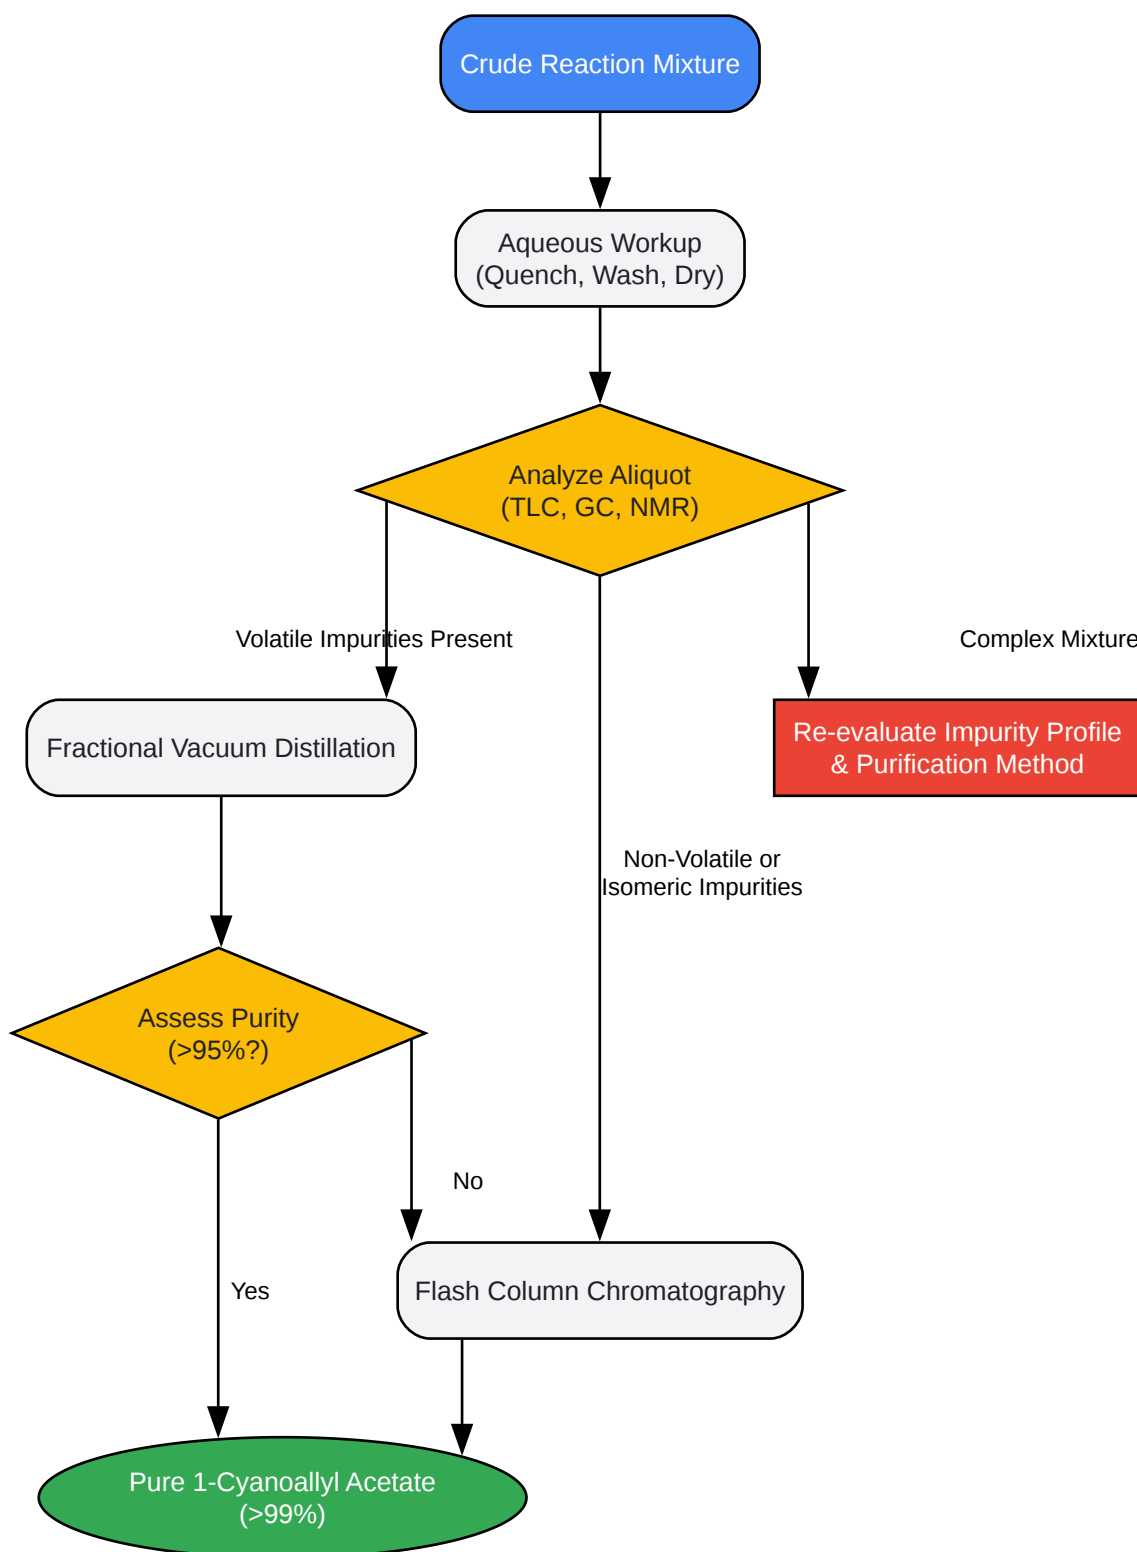 Crude Reaction Mixture
Aqueous Workup
(Quench, Wash, Dry)
Analyze Aliquot
(TLC, GC, NMR)
Volatile Impurities Present
Complex Mixture
Fractional Vacuum Distillation
Re-evaluate Impurity Profile
& Purification Method
Non-Volatile or
Isomeric Impurities
Assess Purity
(>95%?)
No
Yes
Flash Column Chromatography
Pure 1-Cyanoallyl Acetate
(>99%)